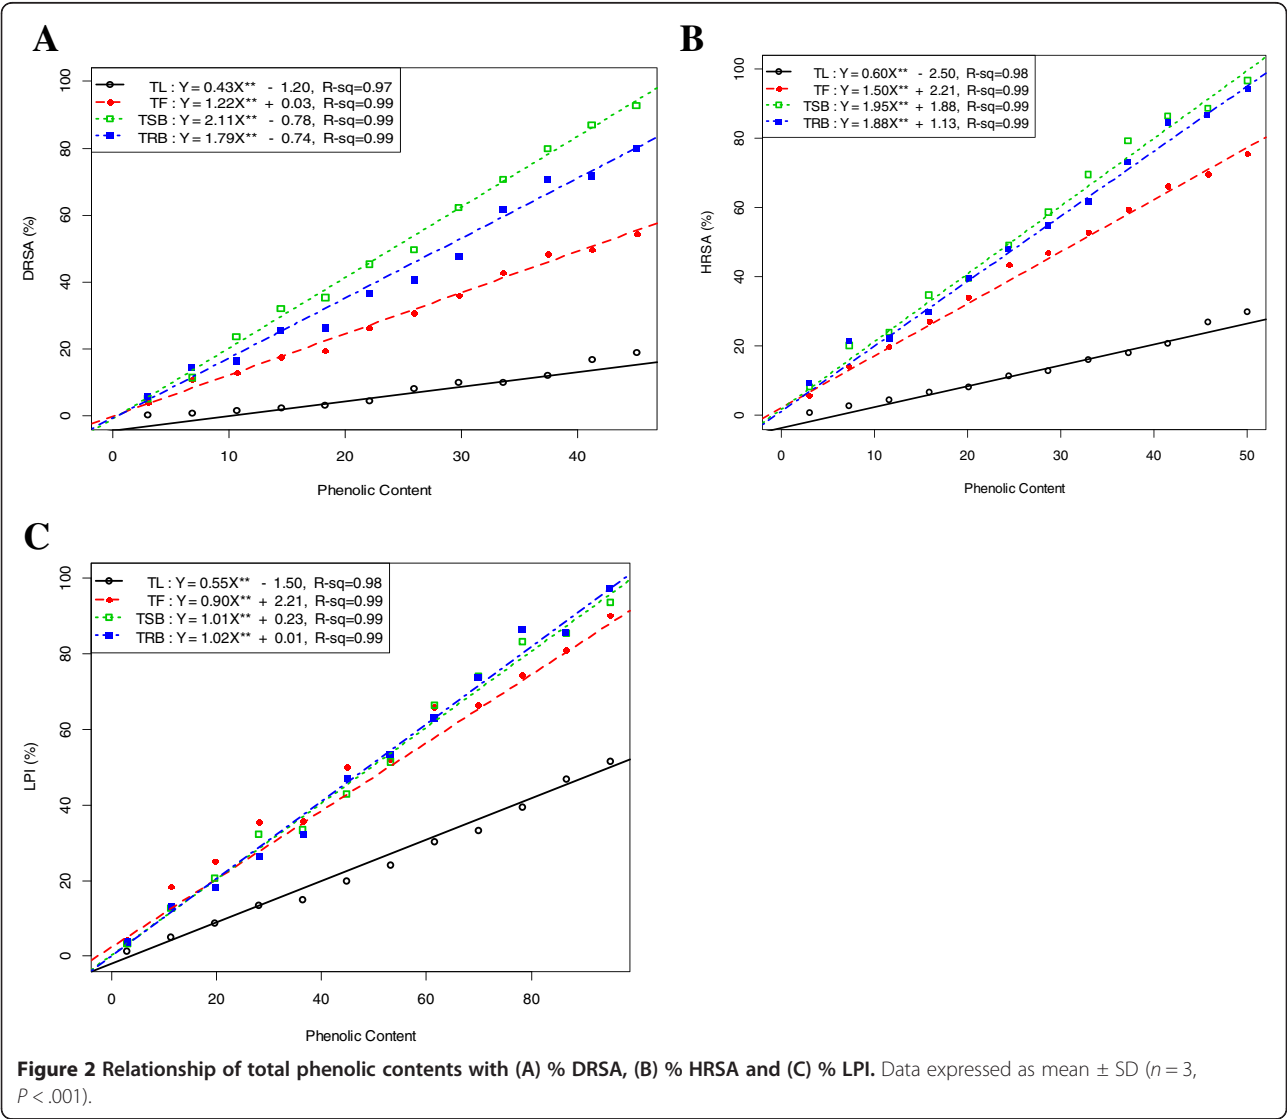 A
TL : Y = 0.43X** - 1.20, R-sq=0.97
TF : Y = 1.22X** + 0.03, R-sq=0.99
TSB : Y = 2.11X** - 0.78, R-sq=0.99
TRB : Y = 1.79X** - 0.74, R-sq=0.99
100
80
60
40
20
0
DRSA (%)
0 10 20 30 40
Phenolic Content
B
TL : Y = 0.60X** - 2.50, R-sq=0.98
TF : Y = 1.50X** + 2.21, R-sq=0.99
TSB : Y = 1.95X** + 1.88, R-sq=0.99
TRB : Y = 1.88X** + 1.13, R-sq=0.99
100
80
60
40
20
0
HRSA (%)
0 10 20 30 40 50
Phenolic Content
C
TL : Y = 0.55X** - 1.50, R-sq=0.98
TF : Y = 0.90X** + 2.21, R-sq=0.99
TSB : Y = 1.01X** + 0.23, R-sq=0.99
TRB : Y = 1.02X** + 0.01, R-sq=0.99
100
80
60
40
20
0
LPI (%)
0 20 40 60 80
Phenolic Content
Figure 2 Relationship of total phenolic contents with (A) % DRSA, (B) % HRSA and (C) % LPI. Data expressed as mean ± SD (n = 3,
P < .001).